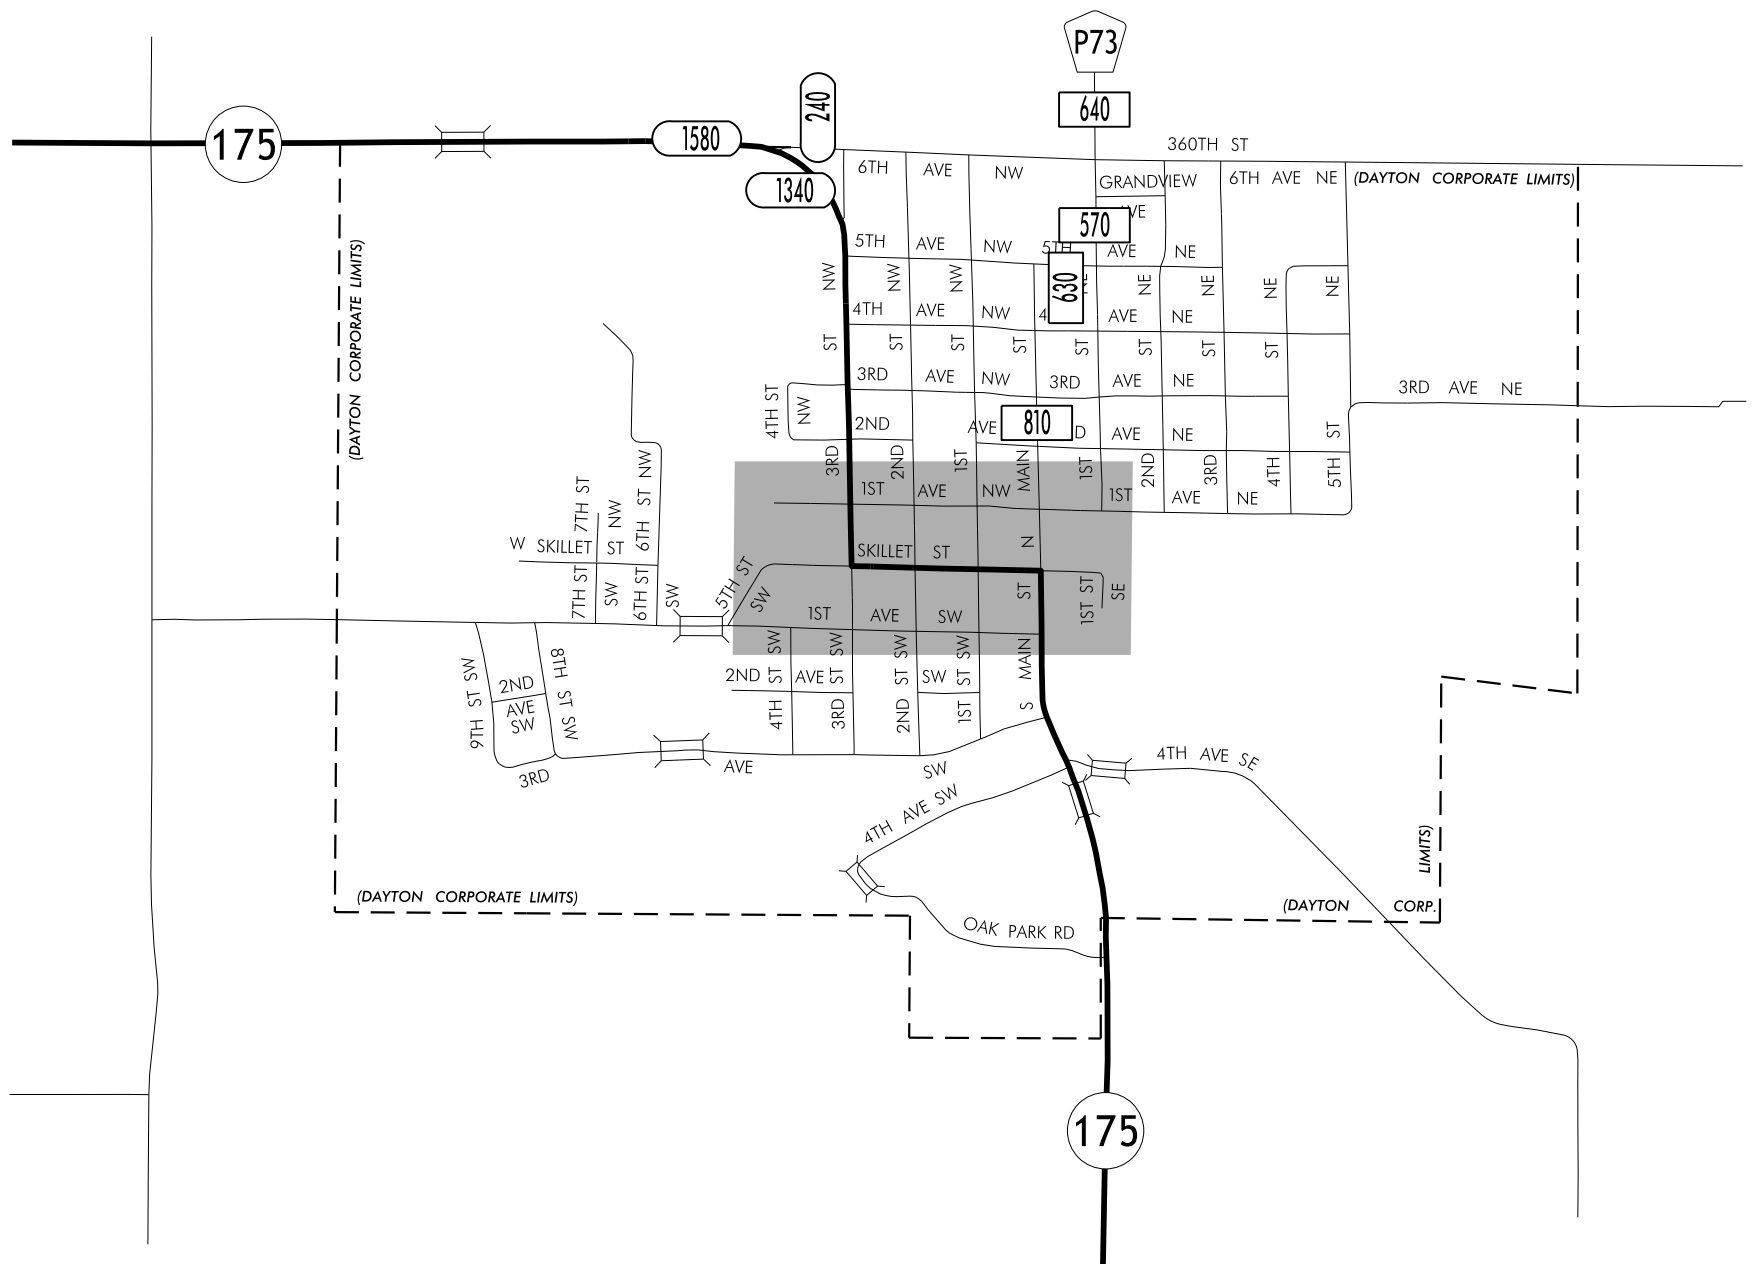 P73
640
240
1580
175
360TH ST
6TH AVE NW
GRANDVIEW
AVE
6TH AVE NE
(DAYTON CORPORATE LIMITS)
1340
570
5TH AVE NW
5TH AVE NE
(DAYTON CORPORATE LIMITS)
NW
NW
NW
630
NE
NE
NE
NE
NE
4TH AVE NW
4
AVE NE
ST
ST
ST
ST
ST
ST
ST
ST
3RD AVE NW
3RD AVE NE
3RD AVE NE
4TH ST
NW
2ND
AVE
810
D
AVE NE
ST
3RD
2ND
1ST
MAIN
1ST
2ND
3RD
4TH
5TH
1ST AVE NW
1ST AVE NE
7TH ST
NW
6TH ST NW
W SKILLET ST
SKILLET ST
N
7TH ST
SW
6TH ST
SW
5TH ST
SW
ST
1ST ST
SE
1ST AVE SW
MAIN
S
9TH ST SW
8TH ST SW
2ND
AVE
SW
2ND AVE SW
4TH ST SW
3RD ST SW
2ND ST SW
1ST ST SW
3RD AVE SW
4TH AVE SE
4TH AVE SW
LIMITS)
(DAYTON CORPORATE LIMITS)
(DAYTON CORP.
OAK PARK RD
175